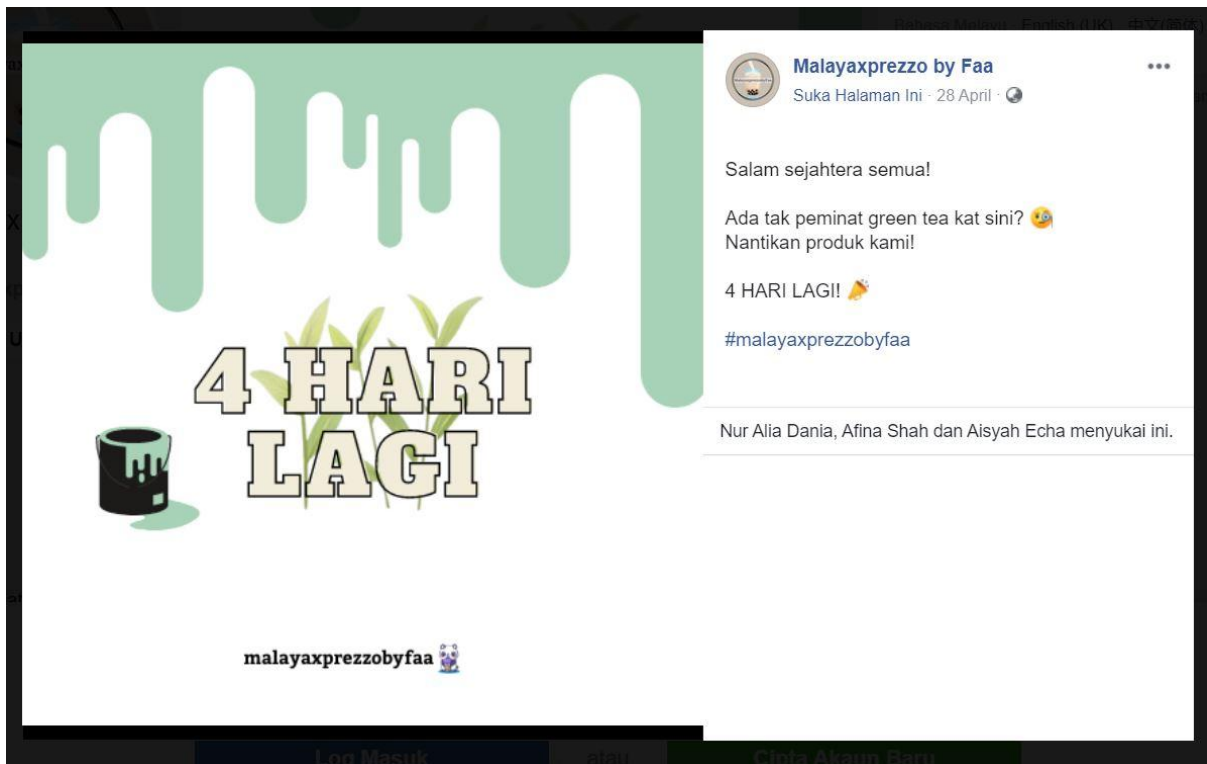 Bahasa Melayu · English (UK) · 中文(简体)
4 HARI
LAGI
malayaxprezzobyfaa
Malayaxprezzo by Faa
Suka Halaman Ini · 28 April ·
Salam sejahtera semua!
Ada tak peminat green tea kat sini? 🧐
Nantikan produk kami!
4 HARI LAGI! 🎉
#malayaxprezzobyfaa
Nur Alia Dania, Afina Shah dan Aisyah Echa menyukai ini.
Log Masuk
atau
Cipta Akaun Baru